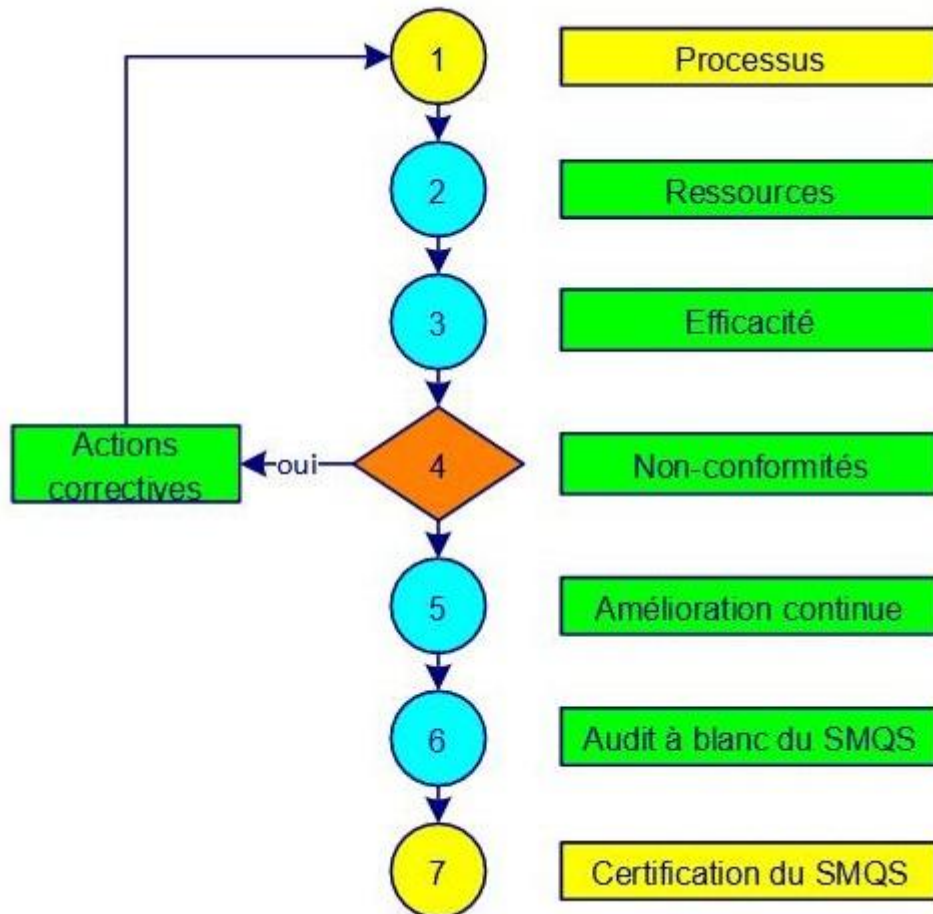 1 Processus
2 Ressources
3 Efficacité
Actions
correctives
oui
4 Non-conformités
5 Amélioration continue
6 Audit à blanc du SMQS
7 Certification du SMQS